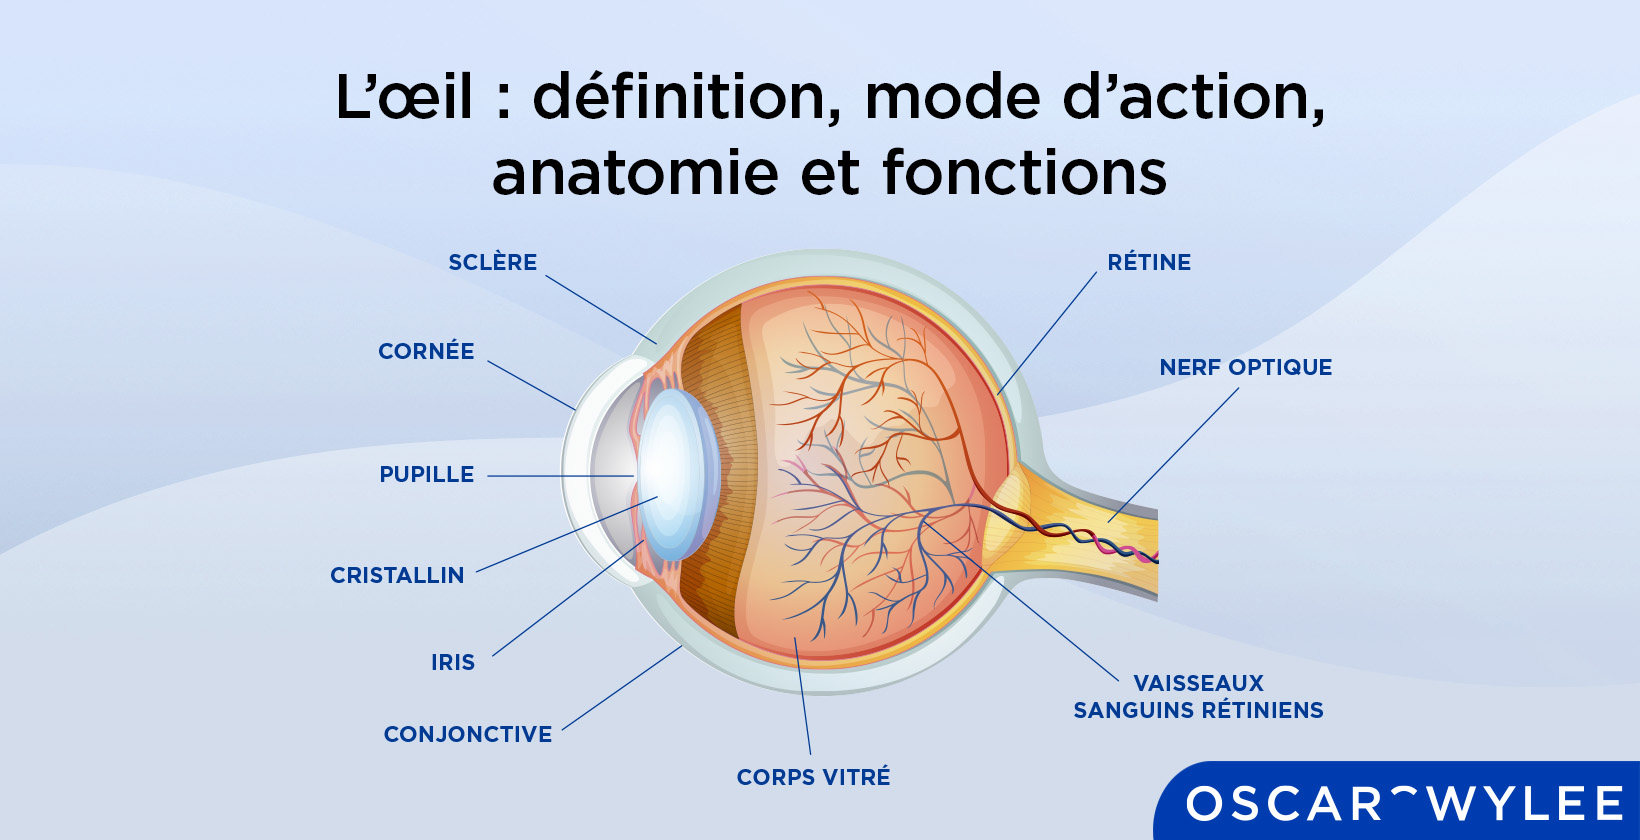 L’œil : définition, mode d’action,
anatomie et fonctions
SCLÈRE
RÉTINE
CORNÉE
NERF OPTIQUE
PUPILLE
CRISTALLIN
IRIS
CONJONCTIVE
VAISSEAUX
SANGUINS RÉTINIENS
CORPS VITRÉ
OSCAR WYLEE